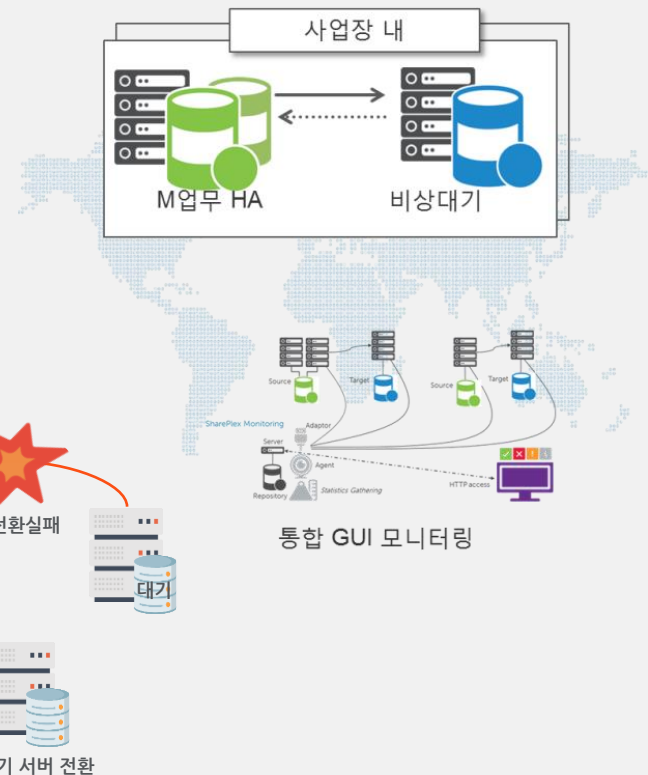 사업장 내
M업무 HA
비상대기
Source
Target
Source
Target
SharePlex Monitoring
Adaptor
Server
Agent
Repository
Statistics Gathering
HTTP access
통합 GUI 모니터링
전환실패
대기
기 서버 전환